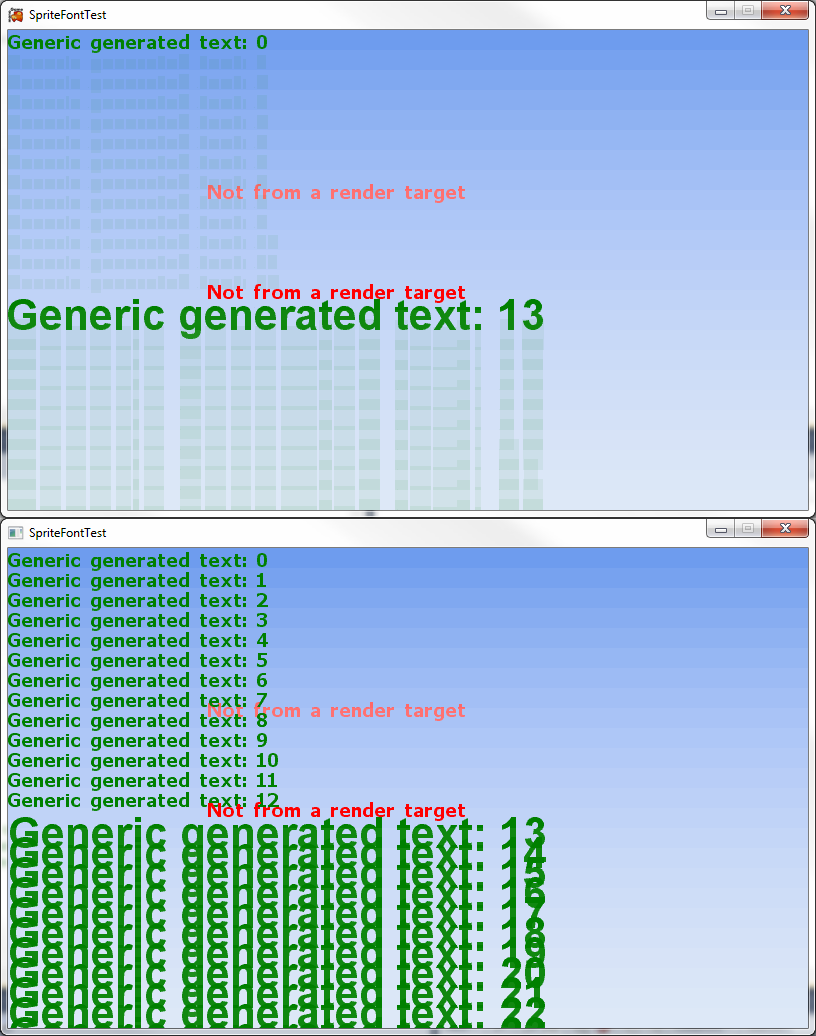 SpriteFontTest
Generic generated text: 0
Not from a render target
Not from a render target
Generic generated text: 13
SpriteFontTest
Generic generated text: 0
Generic generated text: 1
Generic generated text: 2
Generic generated text: 3
Generic generated text: 4
Generic generated text: 5
Generic generated text: 6
Generic generated text: 7
Not from a render target
Generic generated text: 8
Generic generated text: 9
Generic generated text: 10
Generic generated text: 11
Generic generated text: 12
Not from a render target
Generic generated text: 13
Generic generated text: 14
Generic generated text: 15
Generic generated text: 16
Generic generated text: 17
Generic generated text: 18
Generic generated text: 19
Generic generated text: 20
Generic generated text: 21
Generic generated text: 22